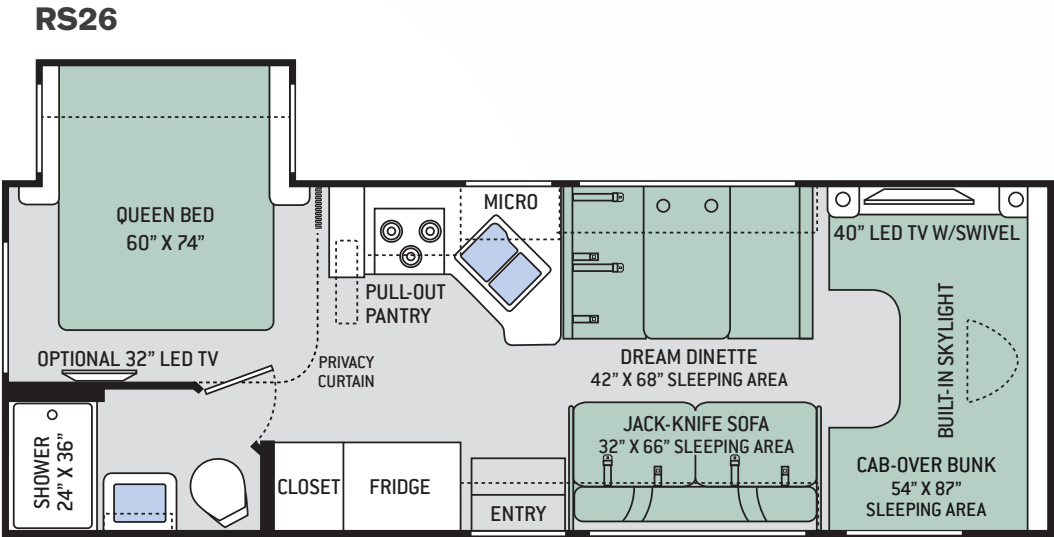 RS26
QUEEN BED
60” X 74”
MICRO
40” LED TV W/SWIVEL
PULL-OUT
PANTRY
BUILT-IN SKYLIGHT
OPTIONAL 32” LED TV
PRIVACY
CURTAIN
DREAM DINETTE
42” X 68” SLEEPING AREA
JACK-KNIFE SOFA
32” X 66” SLEEPING AREA
SHOWER
24” X 36”
CLOSET
FRIDGE
ENTRY
CAB-OVER BUNK
54” X 87”
SLEEPING AREA